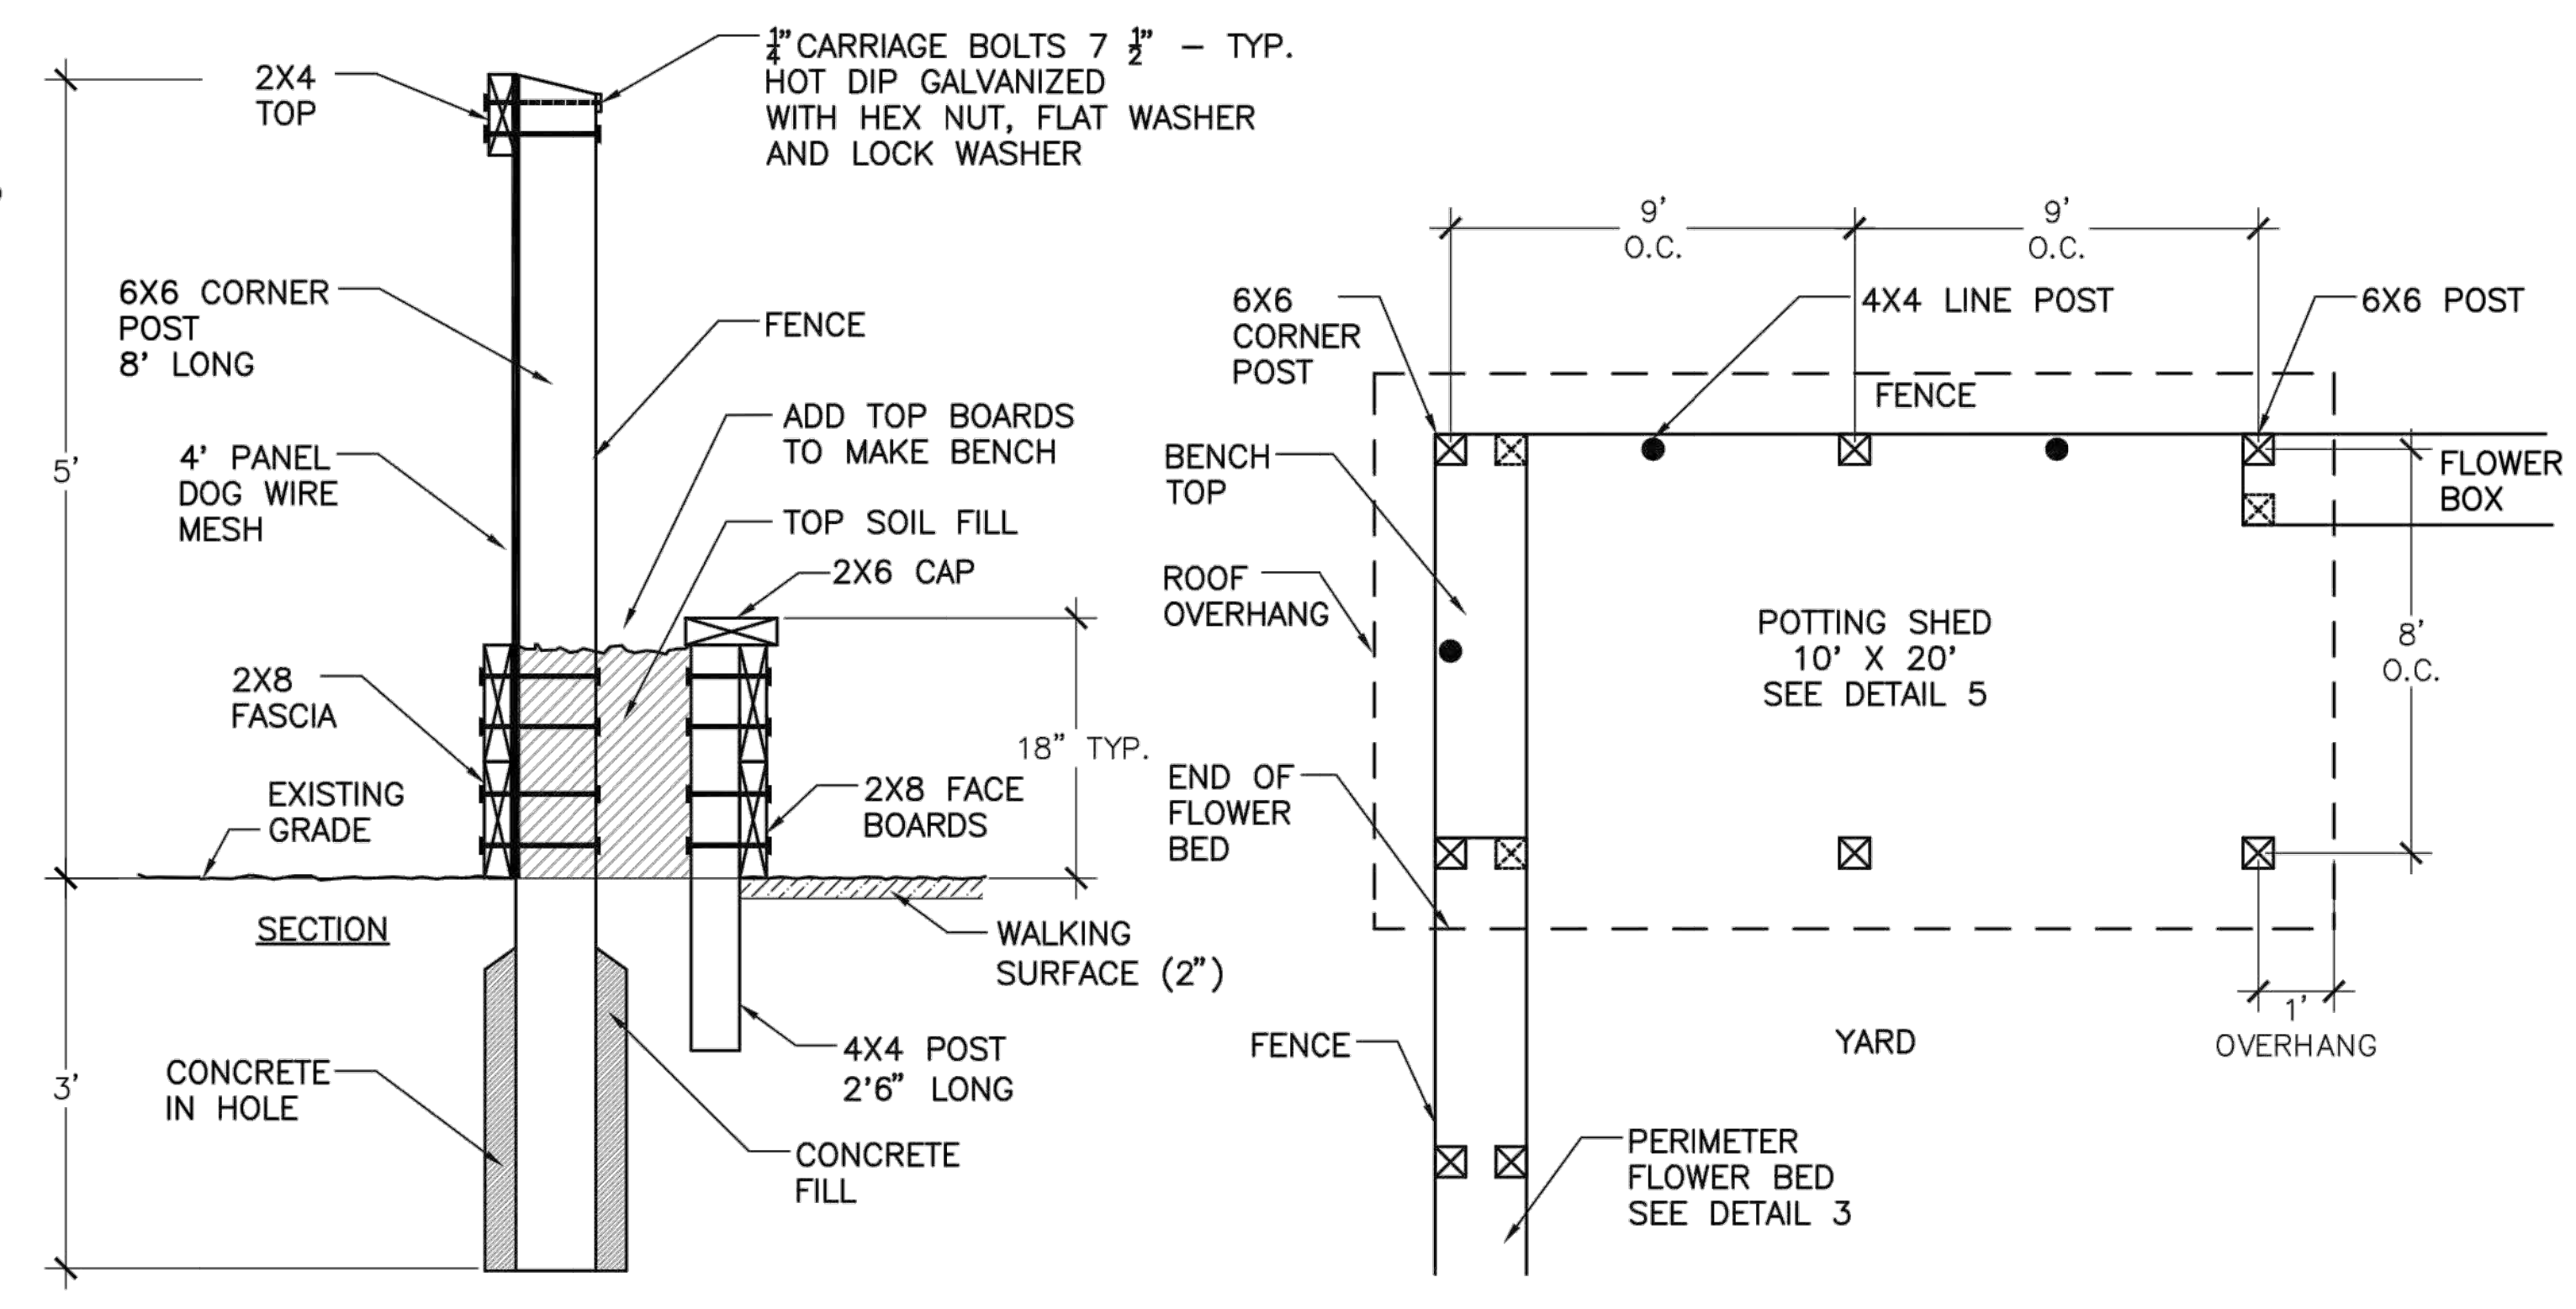 2X4
TOP
¼" CARRIAGE BOLTS 7 ½" – TYP.
HOT DIP GALVANIZED
WITH HEX NUT, FLAT WASHER
AND LOCK WASHER
6X6 CORNER
POST
8' LONG
FENCE
ADD TOP BOARDS
TO MAKE BENCH
5'
4' PANEL
DOG WIRE
MESH
TOP SOIL FILL
2X6 CAP
2X8
FASCIA
18" TYP.
EXISTING
GRADE
2X8 FACE
BOARDS
SECTION
WALKING
SURFACE (2")
3'
CONCRETE
IN HOLE
4X4 POST
2'6" LONG
CONCRETE
FILL
9'
O.C.
9'
O.C.
6X6
CORNER
POST
4X4 LINE POST
6X6 POST
FENCE
BENCH
TOP
FLOWER
BOX
ROOF
OVERHANG
POTTING SHED
10' X 20'
SEE DETAIL 5
8'
O.C.
END OF
FLOWER
BED
1'
OVERHANG
FENCE
YARD
PERIMETER
FLOWER BED
SEE DETAIL 3